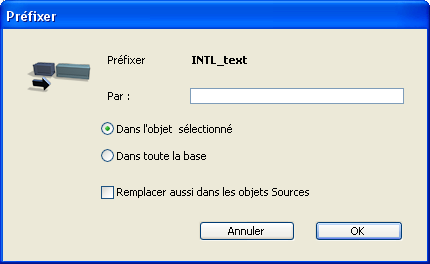 Préfixer
Préfixer INTL_text
Par :
Dans l'objet sélectionné
Dans toute la base
Remplacer aussi dans les objets Sources
Annuler OK